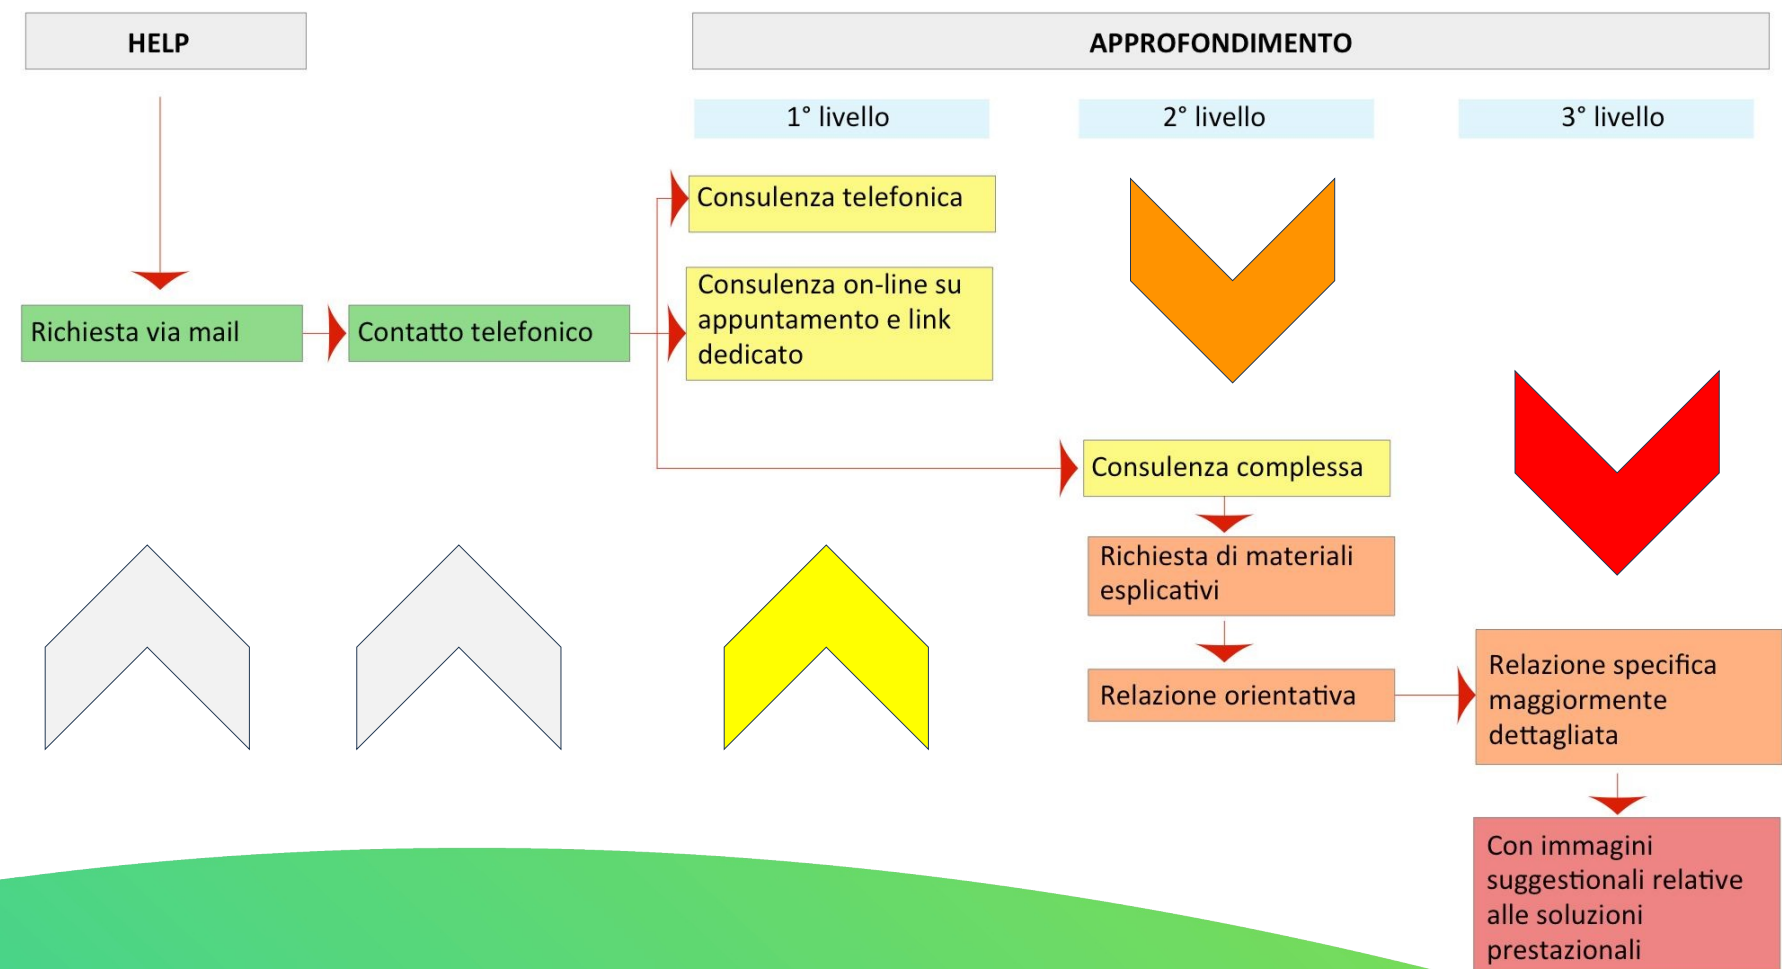 HELP
APPROFONDIMENTO
1° livello
2° livello
3° livello
Consulenza telefonica
Consulenza on-line su
appuntamento e link
dedicato
Richiesta via mail
Contatto telefonico
Consulenza complessa
Richiesta di materiali
esplicativi
Relazione orientativa
Relazione specifica
maggiormente
dettagliata
Con immagini
suggestionali relative
alle soluzioni
prestazionali